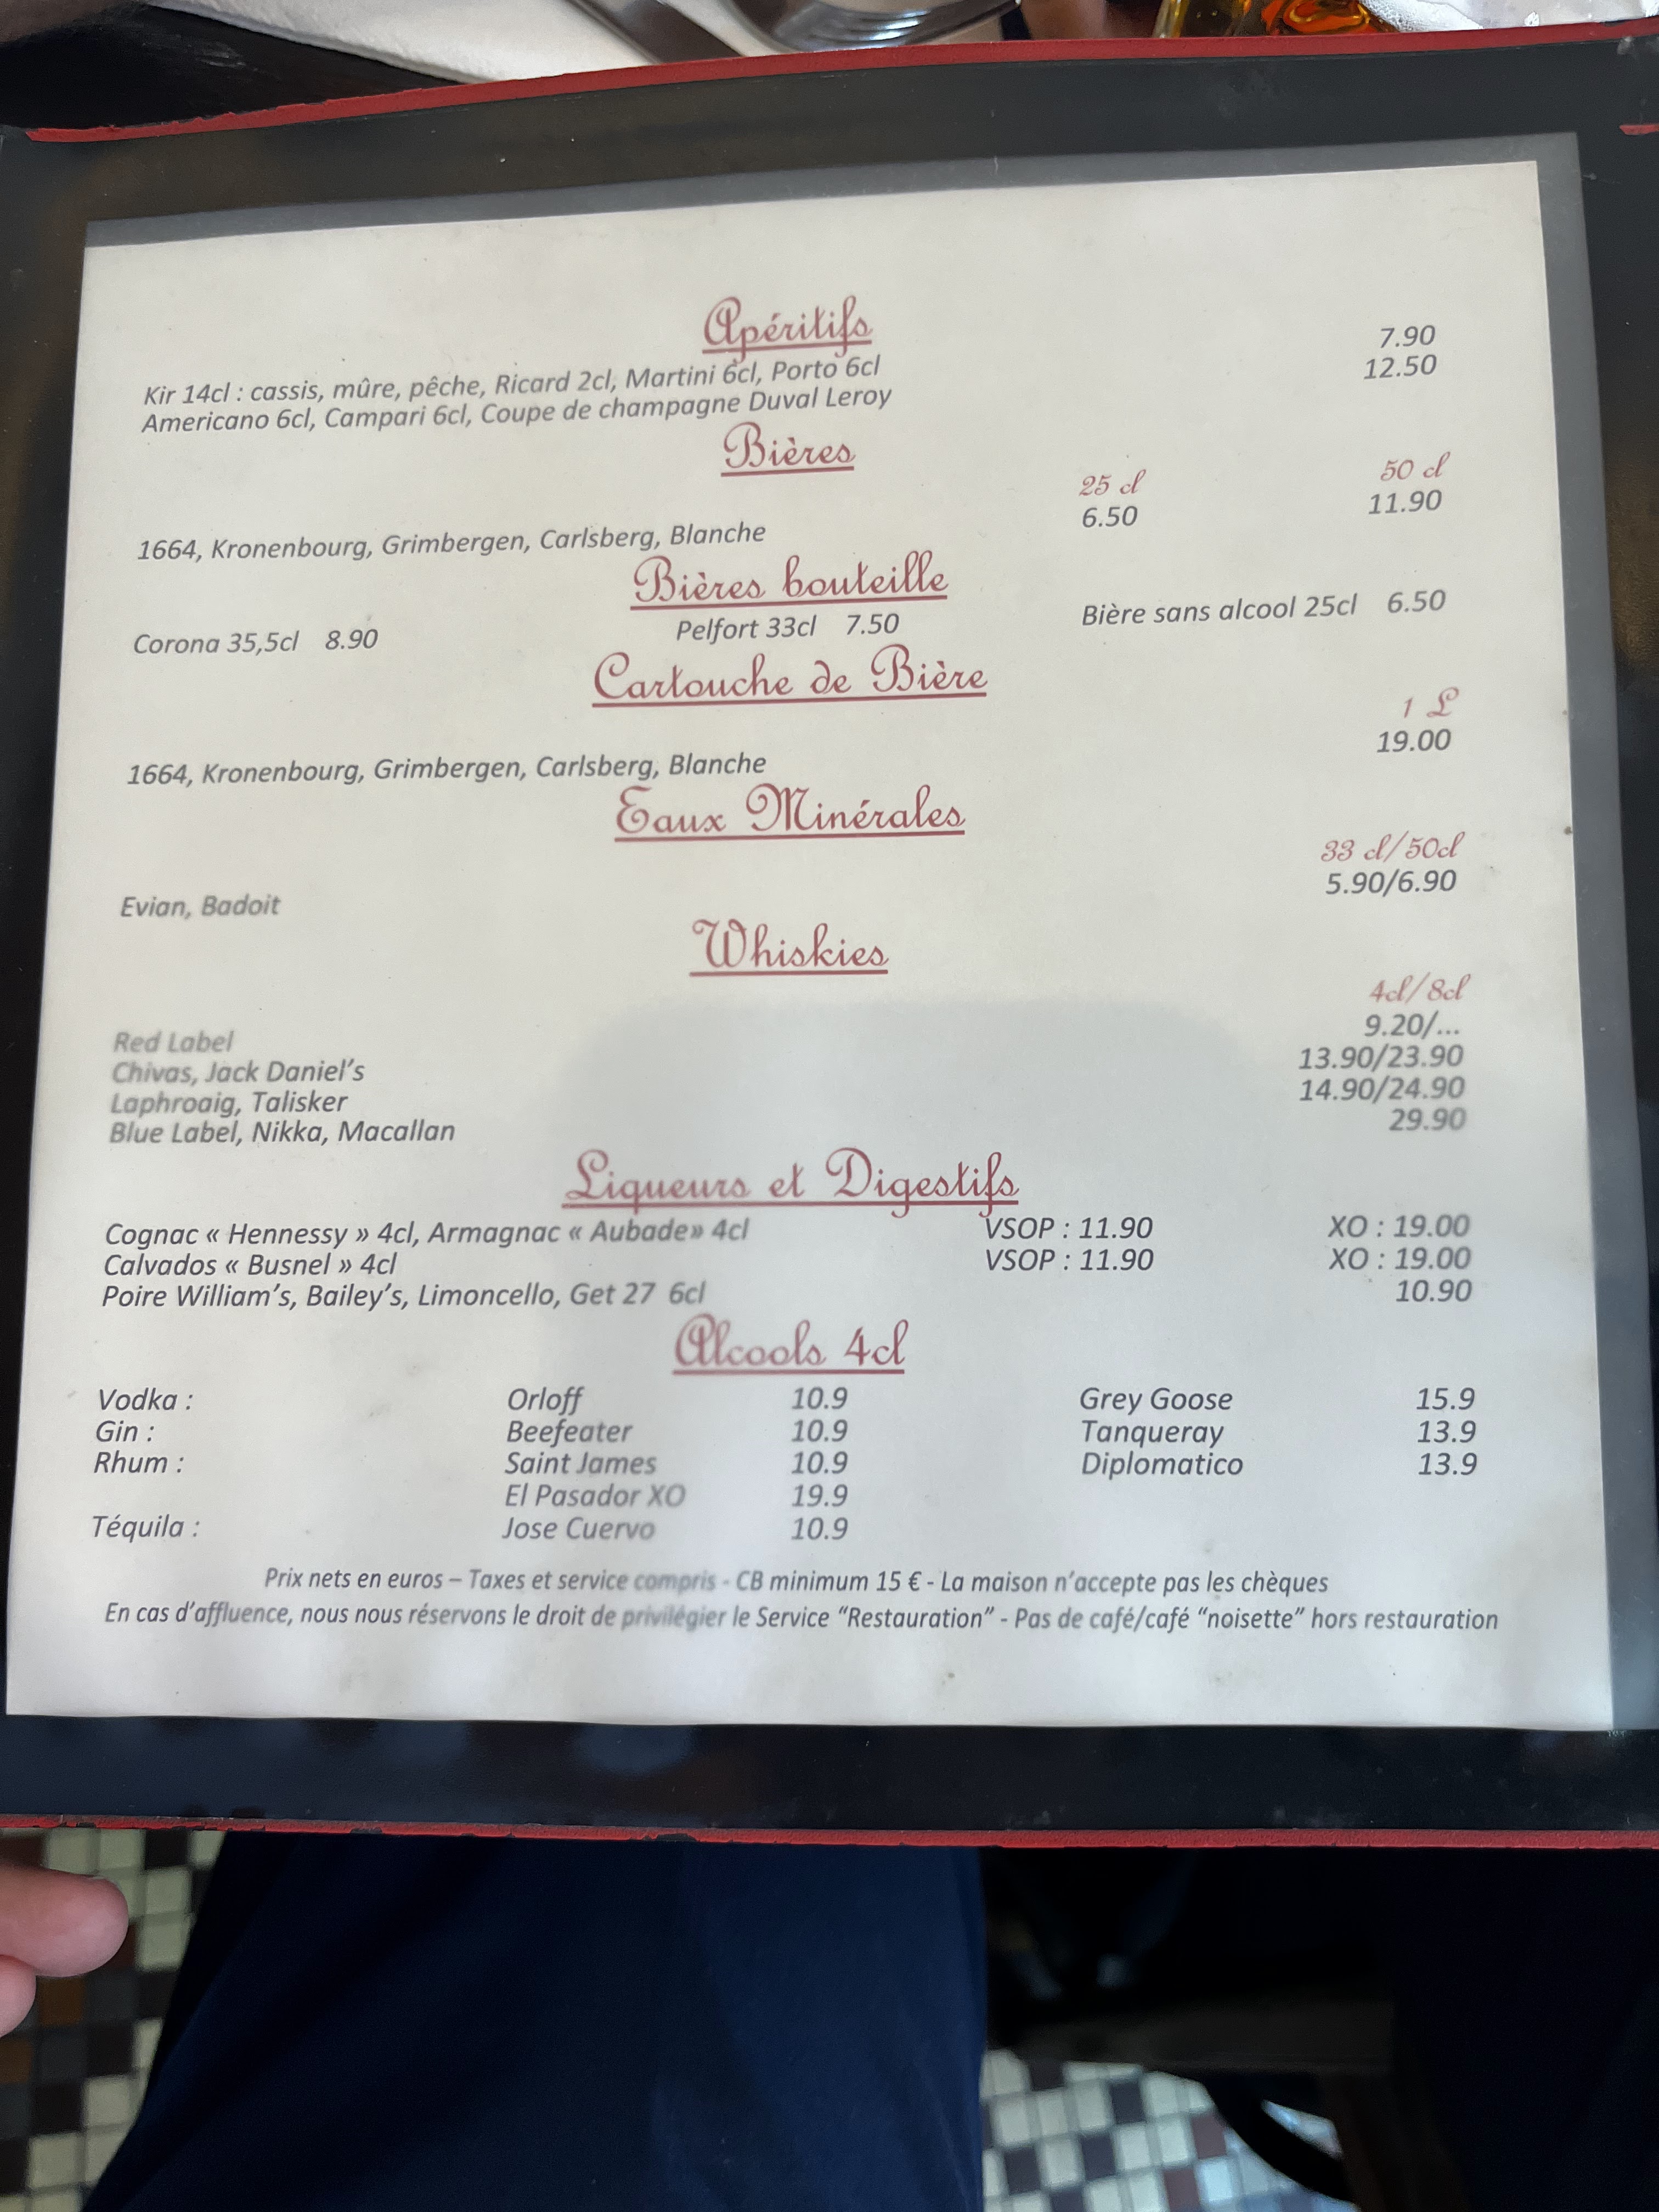 Apéritifs
Kir 14cl : cassis, mûre, pêche, Ricard 2cl, Martini 6cl, Porto 6cl 7.90
Americano 6cl, Campari 6cl, Coupe de champagne Duval Leroy 12.50
Bières
25 cl 50 cl
1664, Kronenbourg, Grimbergen, Carlsberg, Blanche 6.50 11.90
Bières bouteille
Corona 35,5cl 8.90 Pelfort 33cl 7.50 Bière sans alcool 25cl 6.50
Cartouche de Bière
1 L
1664, Kronenbourg, Grimbergen, Carlsberg, Blanche 19.00
Eaux Minérales
33 cl/50cl
Evian, Badoit 5.90/6.90
Whiskies
4cl/8cl
Red Label 9.20/...
Chivas, Jack Daniel's 13.90/23.90
Laphroaig, Talisker 14.90/24.90
Blue Label, Nikka, Macallan 29.90
Liqueurs et Digestifs
Cognac « Hennessy » 4cl, Armagnac « Aubade» 4cl VSOP : 11.90 XO : 19.00
Calvados « Busnel » 4cl VSOP : 11.90 XO : 19.00
Poire William's, Bailey's, Limoncello, Get 27 6cl 10.90
Alcools 4cl
Vodka : Orloff 10.9 Grey Goose 15.9
Gin : Beefeater 10.9 Tanqueray 13.9
Rhum : Saint James 10.9 Diplomatico 13.9
El Pasador XO 19.9
Téquila : Jose Cuervo 10.9
Prix nets en euros – Taxes et service compris - CB minimum 15 € - La maison n'accepte pas les chèques
En cas d'affluence, nous nous réservons le droit de privilégier le Service "Restauration" - Pas de café/café "noisette" hors restauration